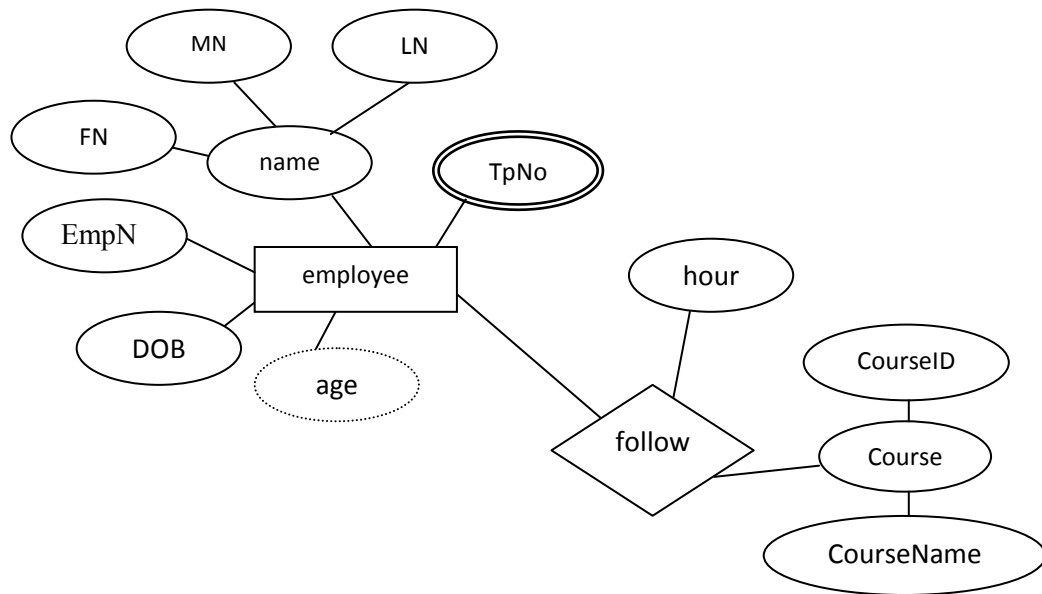 MN
LN
FN
name
TpNo
EmpN
employee
hour
DOB
age
CourseID
follow
Course
CourseName